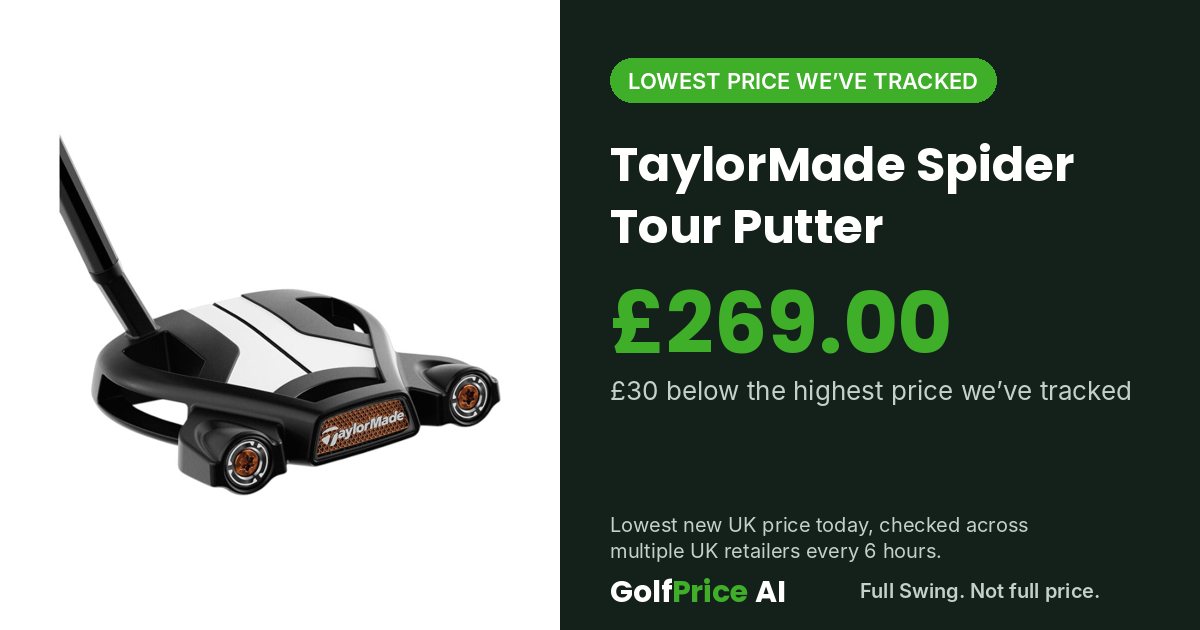 LOWEST PRICE WE’VE TRACKED
TaylorMade Spider
Tour Putter
£269.00
£30 below the highest price we’ve tracked
TaylorMade
Lowest new UK price today, checked across
multiple UK retailers every 6 hours.
GolfPrice AI
Full Swing. Not full price.